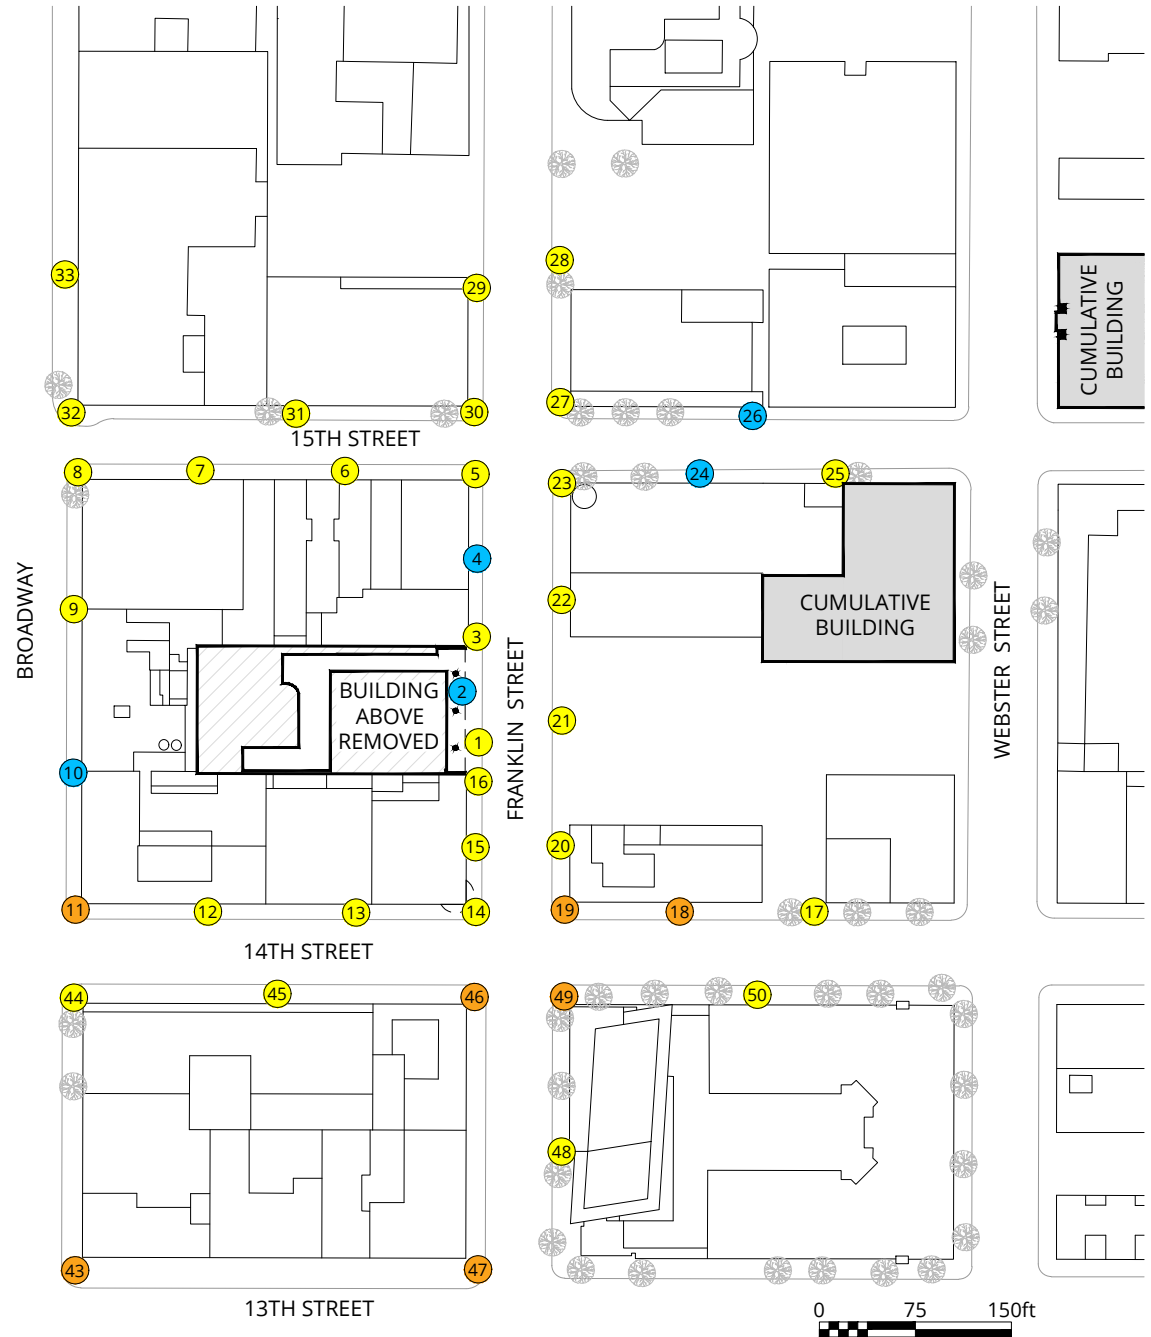 28
33
29
CUMULATIVE
BUILDING
27
32
31
30
26
15TH STREET
8
7
6
5
23
24
25
4
BROADWAY
9
22
CUMULATIVE
BUILDING
3
FRANKLIN STREET
WEBSTER STREET
BUILDING
ABOVE
REMOVED
2
21
1
10
16
15
20
11
12
13
14
19
18
17
14TH STREET
44
45
46
49
50
48
43
47
13TH STREET
0 75 150ft